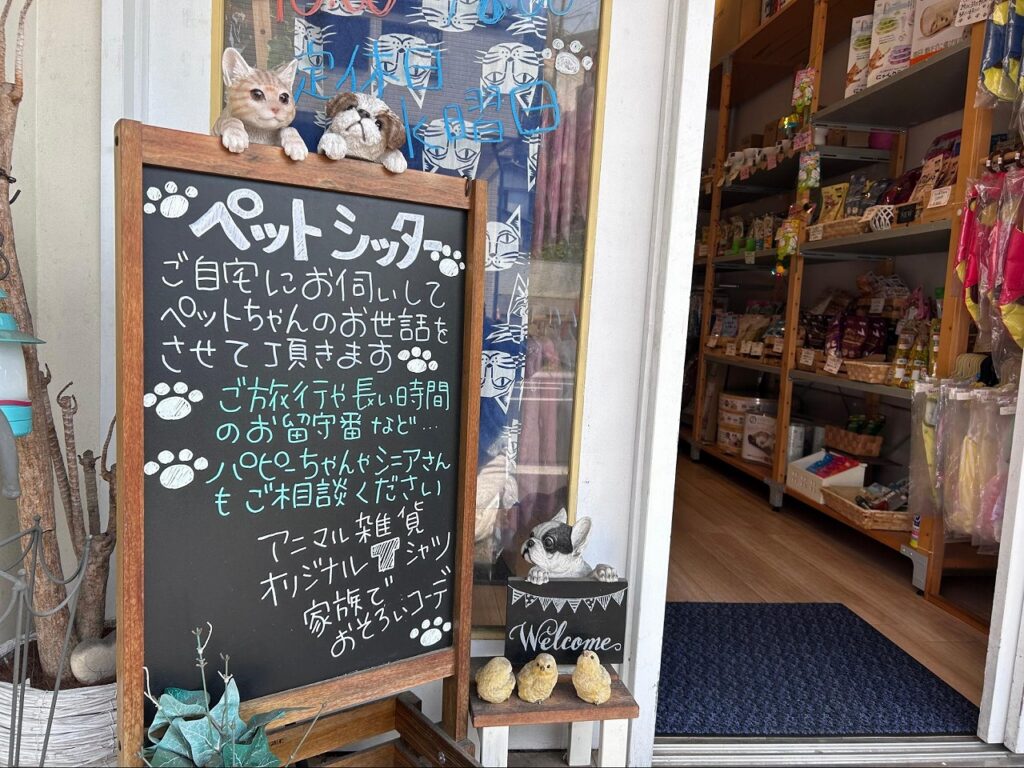 定休日
水曜日
ペットシッター
ご自宅にお伺いして
ペットちゃんのお世話を
させて頂きます
ご旅行や長い時間
のお留守番など…
パピーちゃんやシニアさん
もご相談ください
アニマル雑貨
オリジナルTシャツ
家族で
おそろいコーデ
Welcome